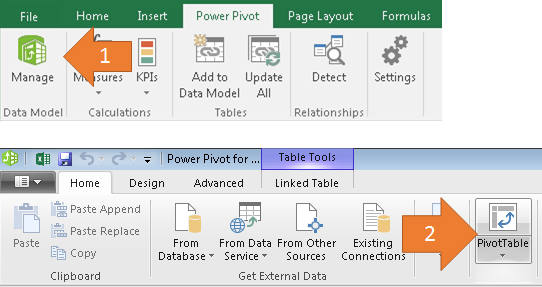 File Home Insert Power Pivot Page Layout Formulas
1
Manage Measures KPIs Add to Data Model Update All Detect Settings
Data Model Calculations Tables Relationships
Power Pivot for ... Table Tools
Home Design Advanced Linked Table
Paste
Paste Append
Paste Replace
Copy
From Database
From Data Service
From Other Sources
Existing Connections
2
PivotTable
Clipboard Get External Data